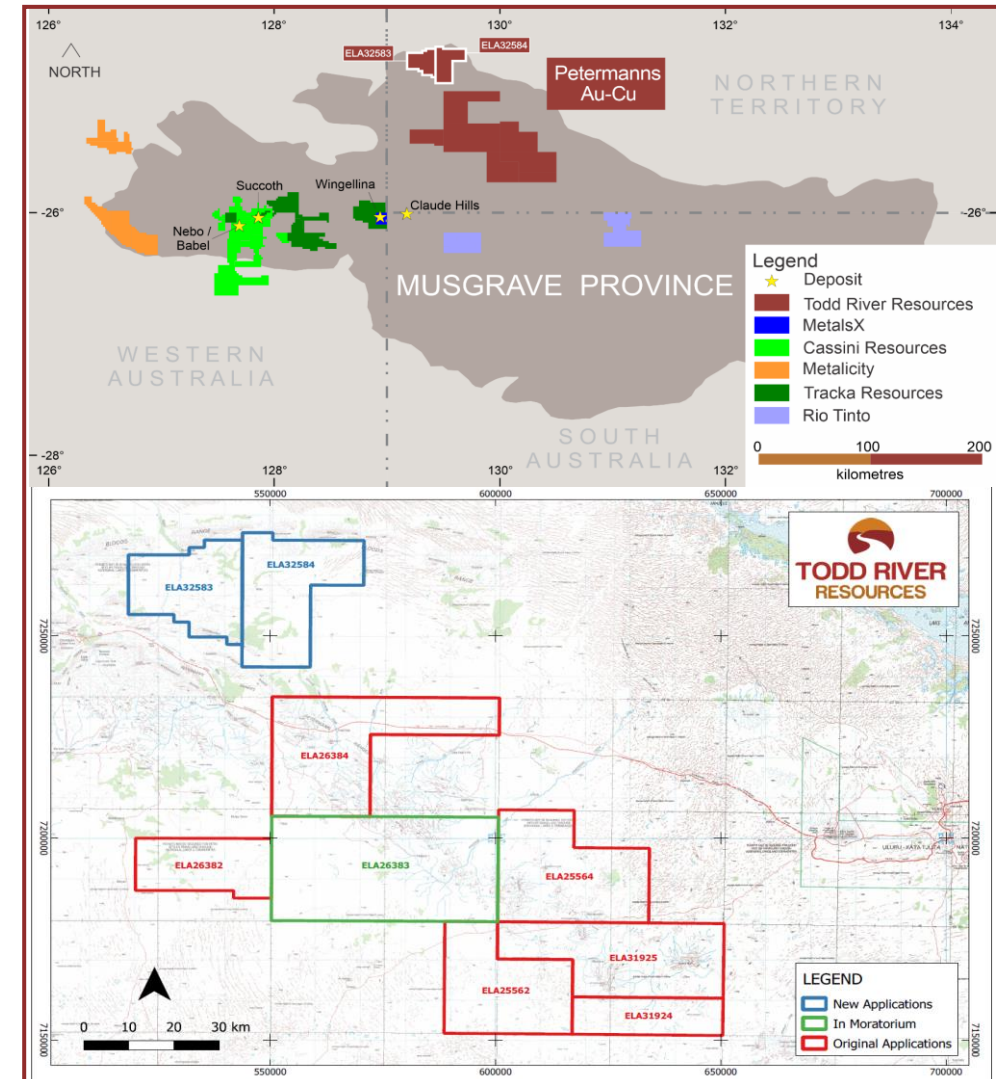 126°
128°
130°
132°
134°
NORTH
ELA32583
ELA32584
Petermanns
Au-Cu
NORTHERN
TERRITORY
-26°
-26°
Succoth
Wingellina
Claude Hills
Nebo /
Babel
MUSGRAVE PROVINCE
WESTERN
AUSTRALIA
SOUTH
AUSTRALIA
Legend
Deposit
Todd River Resources
MetalsX
Cassini Resources
Metalicity
Tracka Resources
Rio Tinto
0 100 200
kilometres
-28°
126°
128°
130°
132°
550000
600000
650000
700000
TODD RIVER
RESOURCES
ELA32583
ELA32584
7250000
7250000
ELA26384
7200000
7200000
ELA26382
ELA26383
ELA25564
ELA31925
ELA25562
ELA31924
0 10 20 30 km
LEGEND
New Applications
In Moratorium
Original Applications
7150000
7150000
550000
600000
650000
700000